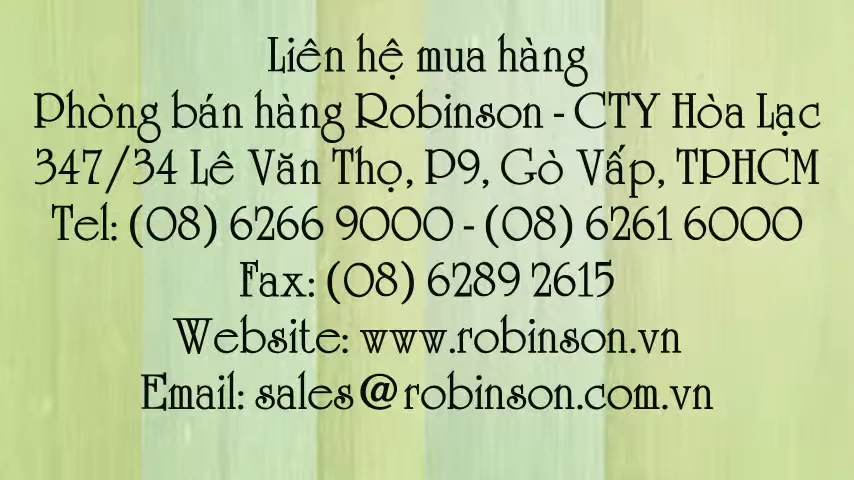 Liên hệ mua hàng
Phòng bán hàng Robinson - CTY Hòa Lạc
347/34 Lê Văn Thọ, P9, Gò Vấp, TPHCM
Tel: (08) 6266 9000 - (08) 6261 6000
Fax: (08) 6289 2615
Website: www.robinson.vn
Email: sales@robinson.com.vn